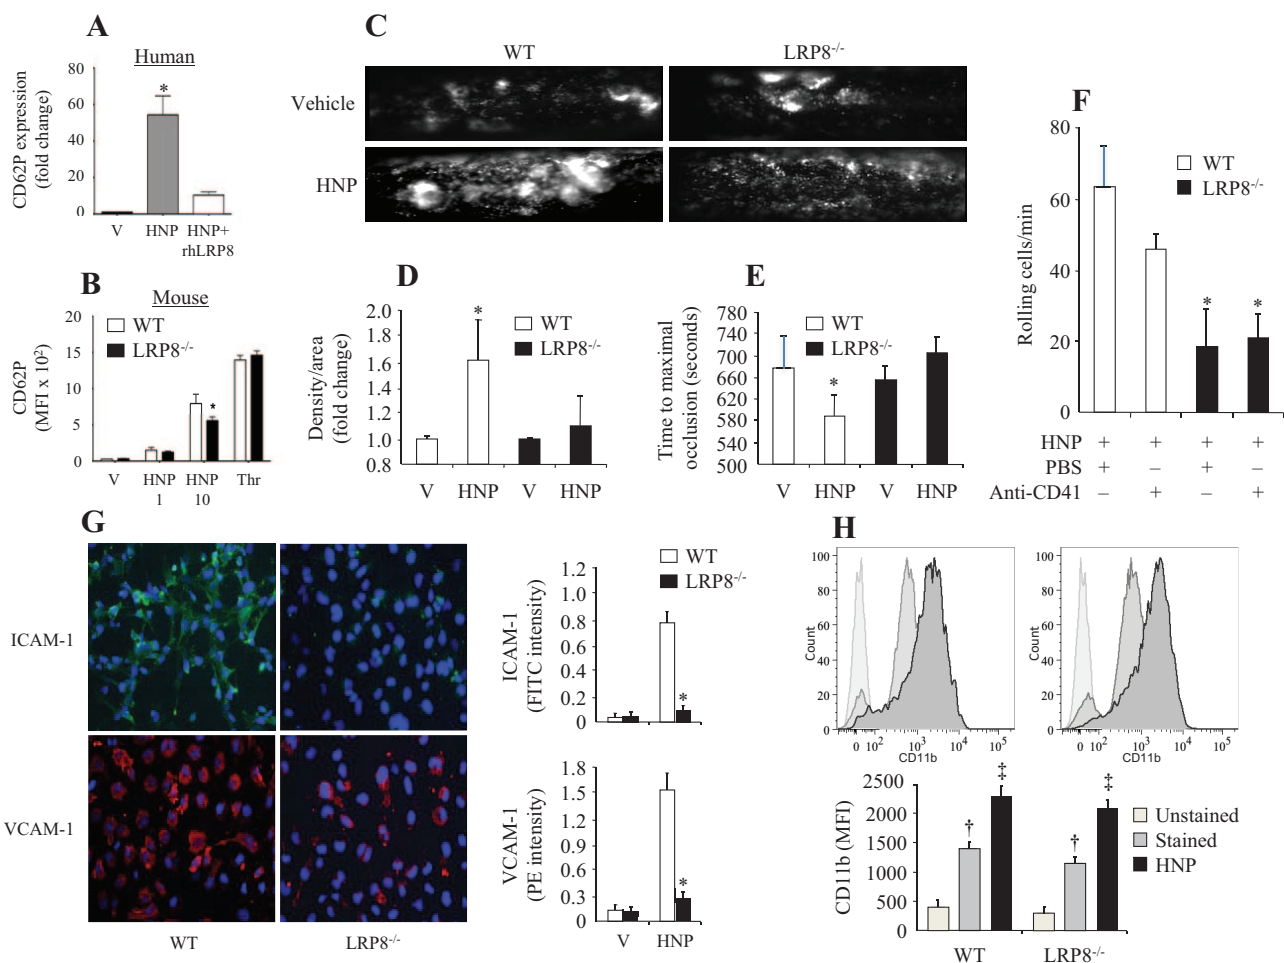 A
Human
CD62P expression
(fold change)
80
60
40
20
0
*
V
HNP
HNP+
rhLRP8
B
Mouse
WT
LRP8-/-
CD62P
(MFI x 10²)
20
15
10
5
0
*
V
HNP
1
HNP
10
Thr
C
WT
LRP8-/-
Vehicle
HNP
D
Density/area
(fold change)
2.0
1.8
1.6
1.4
1.2
1.0
0.8
*
WT
LRP8-/-
V
HNP
V
HNP
E
Time to maximal
occlusion (seconds)
780
740
700
660
620
580
540
500
*
WT
LRP8-/-
V
HNP
V
HNP
F
Rolling cells/min
80
60
40
20
0
WT
LRP8-/-
*
*
HNP + + + +
PBS + – + –
Anti-CD41 – + – +
G
ICAM-1
VCAM-1
WT
LRP8-/-
WT
LRP8-/-
ICAM-1
(FITC intensity)
1.2
1.0
0.8
0.6
0.4
0.2
0
*
VCAM-1
(PE intensity)
1.8
1.5
1.2
0.9
0.6
0.3
0
*
V
HNP
H
Count
100
80
60
40
20
0
0 10² 10³ 10⁴ 10⁵
CD11b
Count
100
80
60
40
20
0
0 10² 10³ 10⁴ 10⁵
CD11b
CD11b (MFI)
2500
2000
1500
1000
500
0
†
‡
†
‡
WT
LRP8-/-
Unstained
Stained
HNP